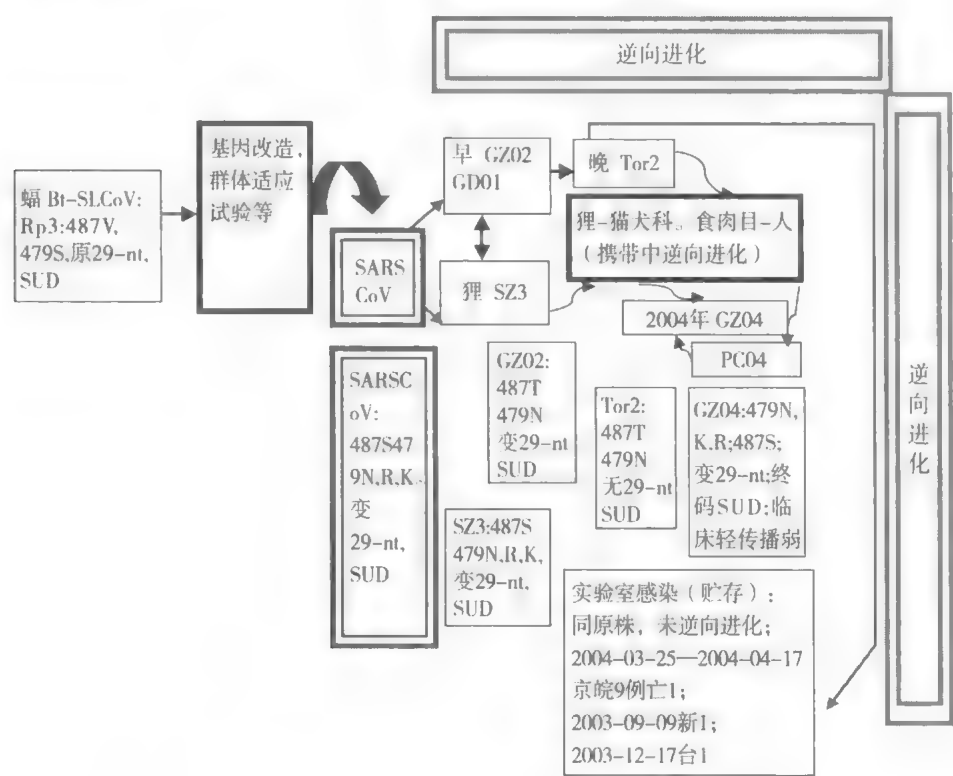 逆向进化
基因改造,
群体适应
试验等
蝠 Bt-SLCoV:
Rp3:487V,
479S,原29-nt,
SUD
早 GZ02
GD01
晚 Tor2
狸-猫犬科。食肉目-人
(携带中逆向进化)
SARS
CoV
狸 SZ3
2004年 GZ04
PC04
SARSC
oV:
487S47
9N,R,K,
变
29-nt,
SUD
GZ02:
487T
479N
变29-nt
SUD
Tor2:
487T
479N
无29-nt
SUD
GZ04:479N,
K.R;487S;
变29-nt;终
码SUD;临
床轻传播弱
SZ3:487S
479N,R,K,
变29-nt,
SUD
实验室感染(贮存):
同原株,未逆向进化;
2004-03-25—2004-04-17
京皖9例亡1;
2003-09-09新1;
2003-12-17台1
逆
向
进
化